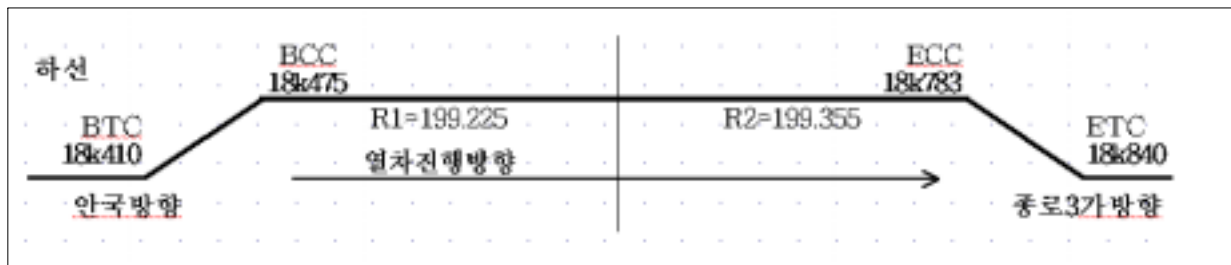 하선
BCC
18k475
ECC
18k783
R1=199.225
R2=199.355
BTC
18k410
ETC
18k840
열차진행방향
안국방향
종로3가방향